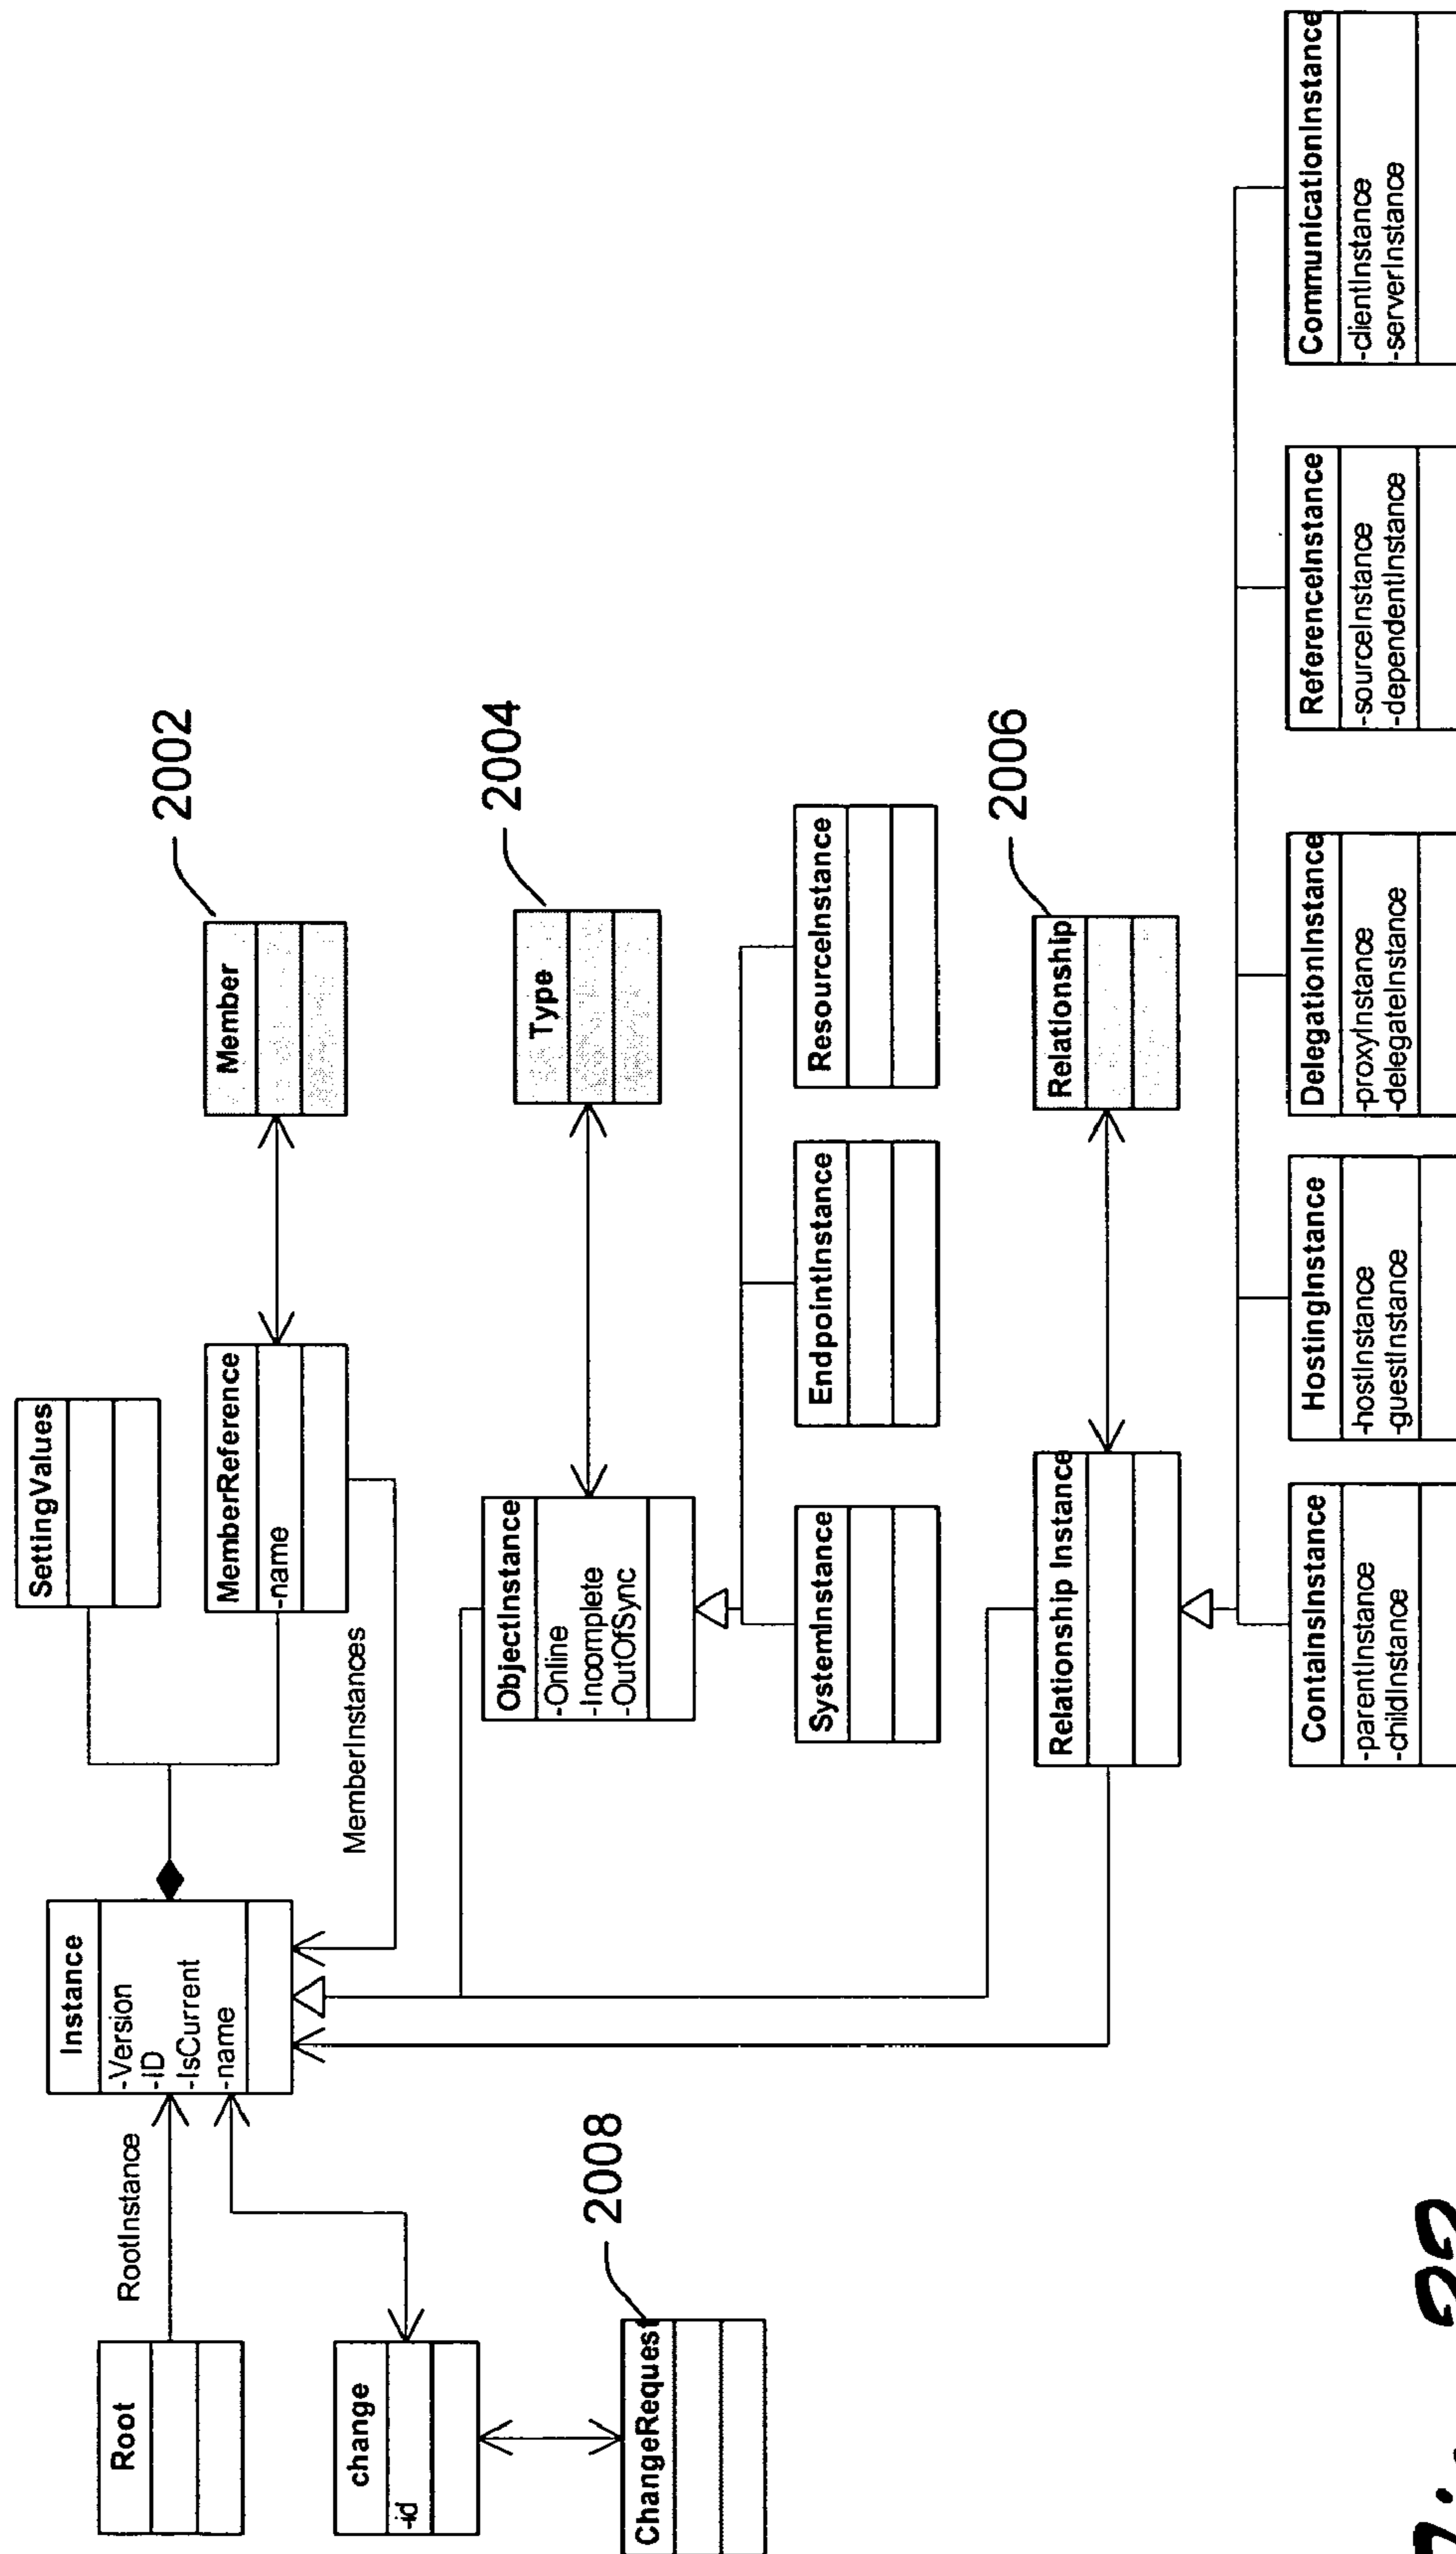 SettingValues
Instance
-Version
-ID
-IsCurrent
-name
Root
RootInstance
MemberReference
-name
Member
2002
MemberInstances
change
-id
ChangeRequest
2008
ObjectInstance
-Online
-Incomplete
-OutOfSync
Type
2004
SystemInstance
EndpointInstance
ResourceInstance
Relationship Instance
Relationship
2006
ContainsInstance
-parentInstance
-childInstance
HostingInstance
-hostInstance
-guestInstance
DelegationInstance
-proxyInstance
-delegateInstance
ReferenceInstance
-sourceInstance
-dependentInstance
CommunicationInstance
-clientInstance
-serverInstance